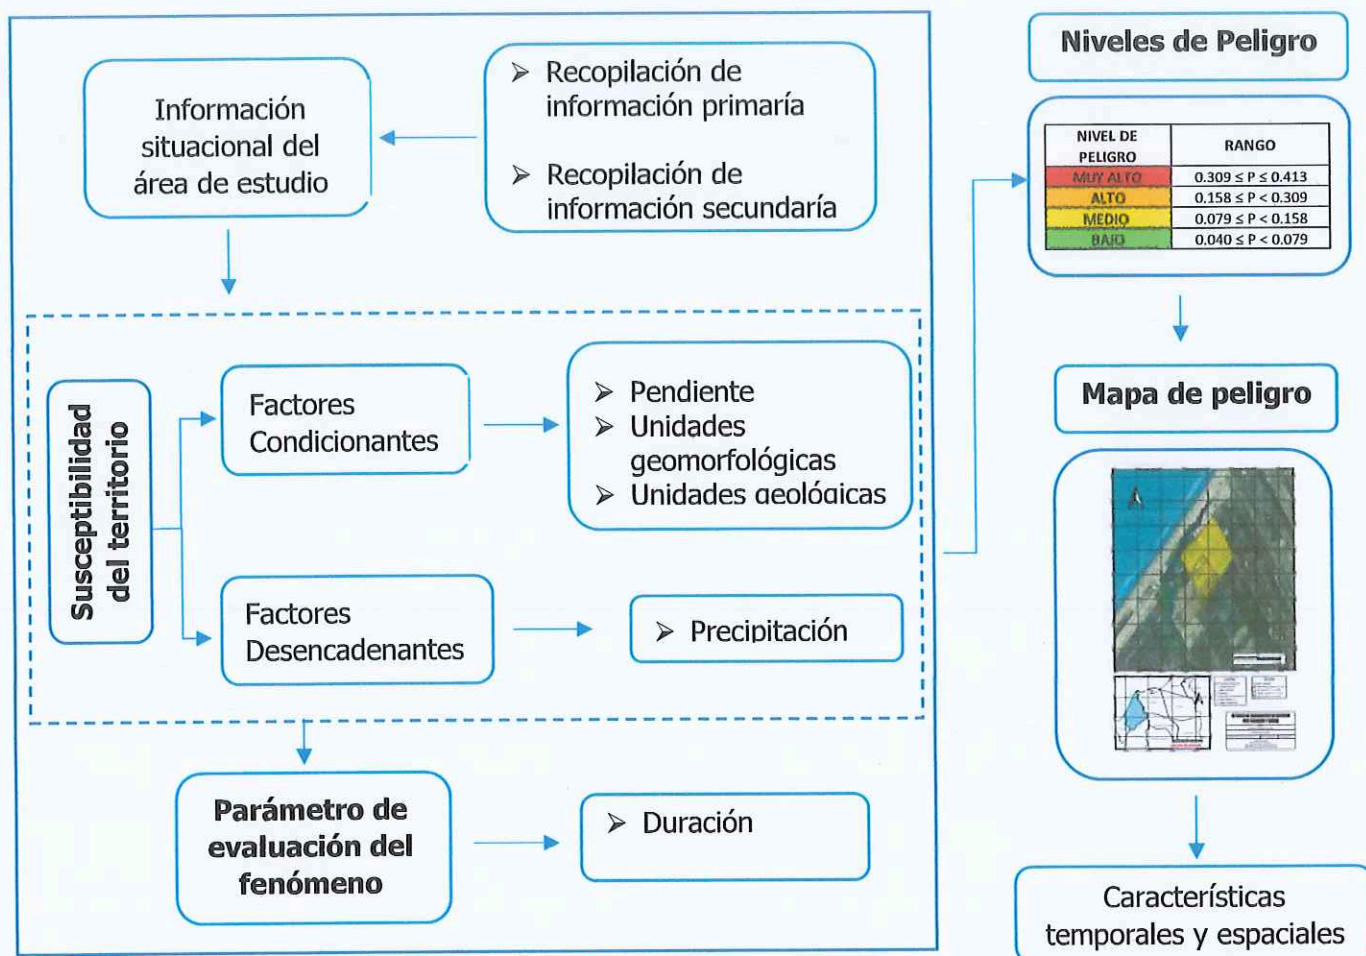 Información
situacional del
área de estudio
➢ Recopilación de
información primaría
➢ Recopilación de
información secundaría
Susceptibilidad
del territorio
Factores
Condicionantes
➢ Pendiente
➢ Unidades
geomorfológicas
➢ Unidades geológicas
Factores
Desencadenantes
➢ Precipitación
Parámetro de
evaluación del
fenómeno
➢ Duración
Niveles de Peligro
NIVEL DE
PELIGRO
RANGO
MUY ALTO 0.309 ≤ P ≤ 0.413
ALTO 0.158 ≤ P < 0.309
MEDIO 0.079 ≤ P < 0.158
BAJO 0.040 ≤ P < 0.079
Mapa de peligro
Características
temporales y espaciales